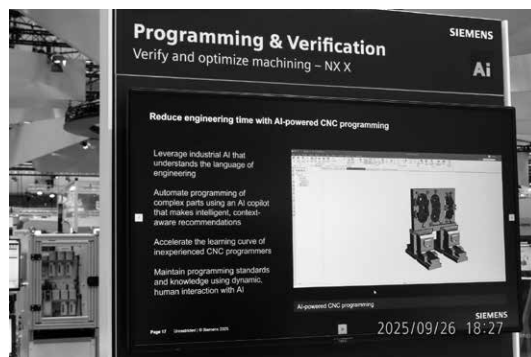 Programming & Verification
Verify and optimize machining – NX X
SIEMENS
Ai
Reduce engineering time with AI-powered CNC programming
Leverage industrial AI that
understands the language of
engineering
Automate programming of
complex parts using an AI copilot
that makes intelligent, context-
aware recommendations
Accelerate the learning curve of
inexperienced CNC programmers
Maintain programming standards
and knowledge using dynamic,
human interaction with AI
AI-powered CNC programming
Page 17 Unrestricted | © Siemens 2025
SIEMENS
2025/09/26 18:27